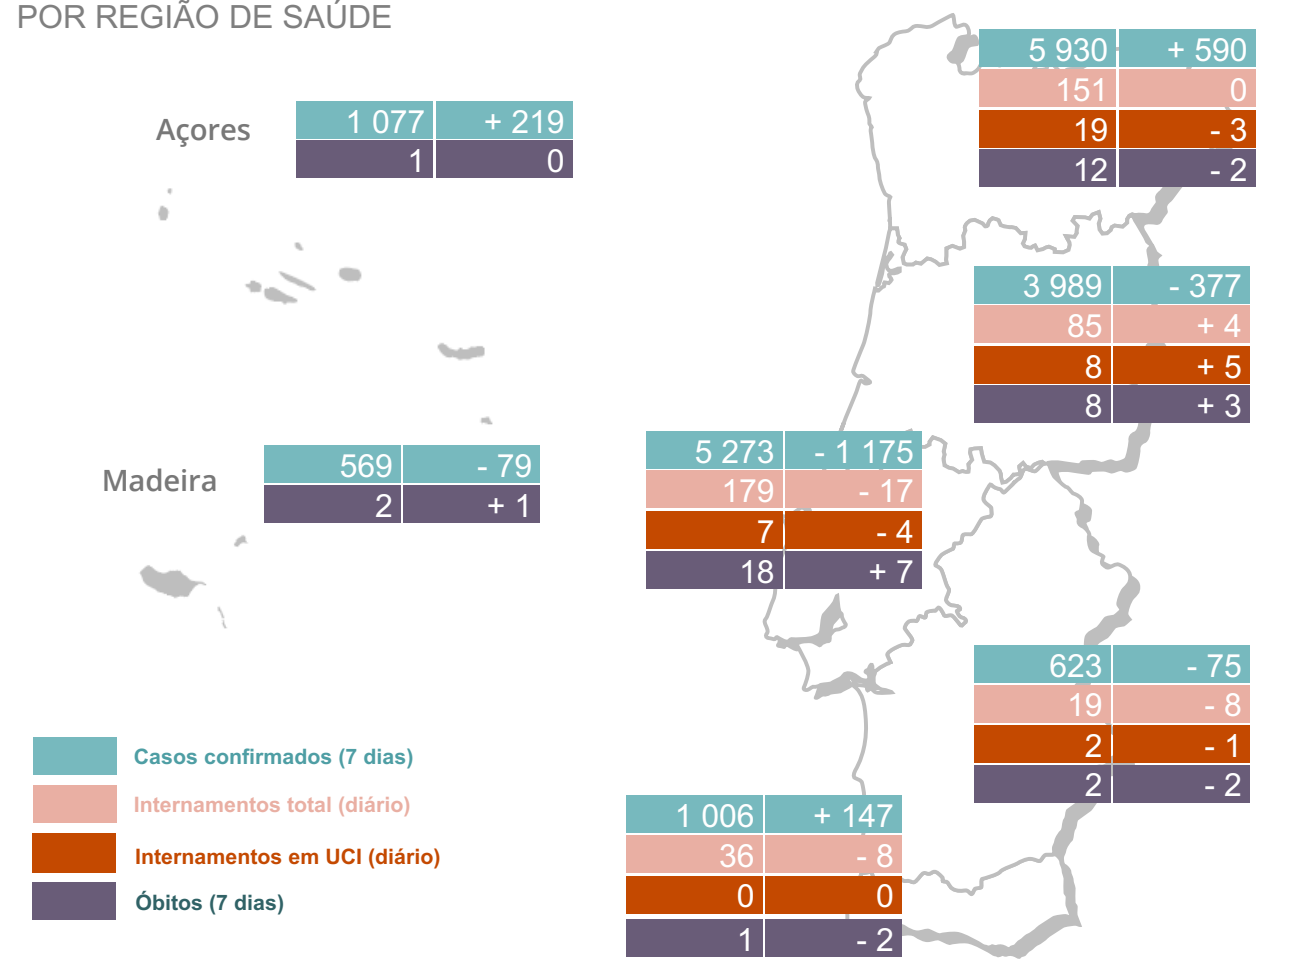 POR REGIÃO DE SAÚDE
5 930 + 590
151 0
19 - 3
12 - 2
Açores
1 077 + 219
1 0
3 989 - 377
85 + 4
8 + 5
8 + 3
Madeira
569 - 79
2 + 1
5 273 - 1 175
179 - 17
7 - 4
18 + 7
623 - 75
19 - 8
2 - 1
2 - 2
1 006 + 147
36 - 8
0 0
1 - 2
Casos confirmados (7 dias)
Internamentos total (diário)
Internamentos em UCI (diário)
Óbitos (7 dias)